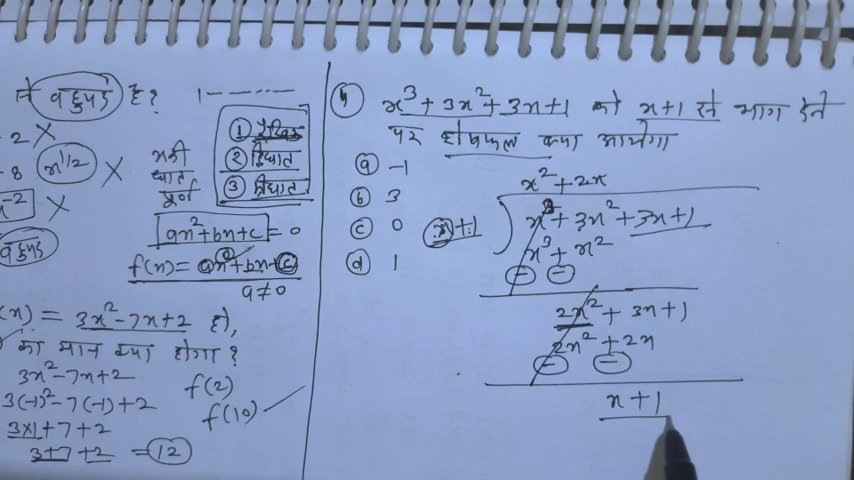 बहुपद है?
- 2 ×
- 8 x^1/2 ×
x^-2 ×
बहुपद
सभी
घात
पूर्ण
1 - - - - - - -
① रैखिक
② द्विघात
③ त्रिघात
ax² + bx + c = 0
f(x) = ax² + bx + c
a ≠ 0
(x) = 3x² - 7x + 2 हो,
का मान क्या होगा?
3x² - 7x + 2
3(-1)² - 7(-1) + 2
3×1 + 7 + 2
3 + 7 + 2 = 12
f(2)
f(10)
x³ + 3x² + 3x + 1 को x + 1 से भाग देने
पर शेषफल क्या आयेगा
ⓐ -1
ⓑ 3
ⓒ 0
ⓓ 1
x² + 2x
x + 1 ) x³ + 3x² + 3x + 1
x³ + x²
- -
2x² + 3x + 1
2x² + 2x
- -
x + 1